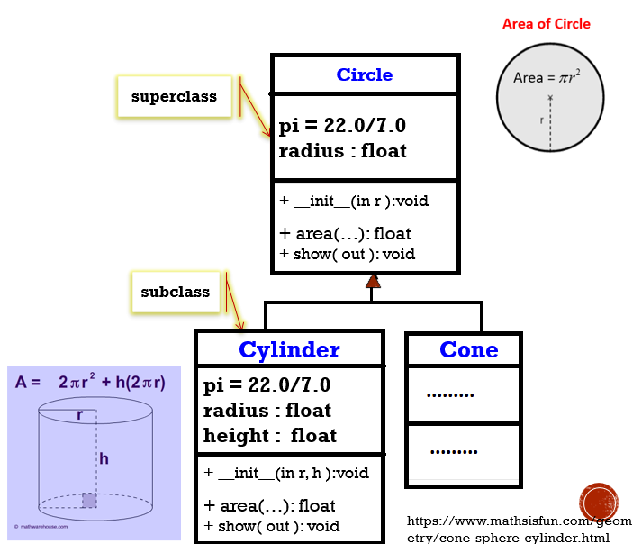 Area of Circle
Area = πr²
r
superclass
Circle
pi = 22.0/7.0
radius : float
+ __init__(in r ):void
+ area(...): float
+ show( out ): void
subclass
Cylinder
pi = 22.0/7.0
radius : float
height : float
+ __init__(in r, h ):void
+ area(...): float
+ show( out ): void
Cone
.........
.........
A = 2πr² + h(2πr)
r
h
© mathwarehouse.com
https://www.mathsisfun.com/geom
etry/cone-sphere-cylinder.html